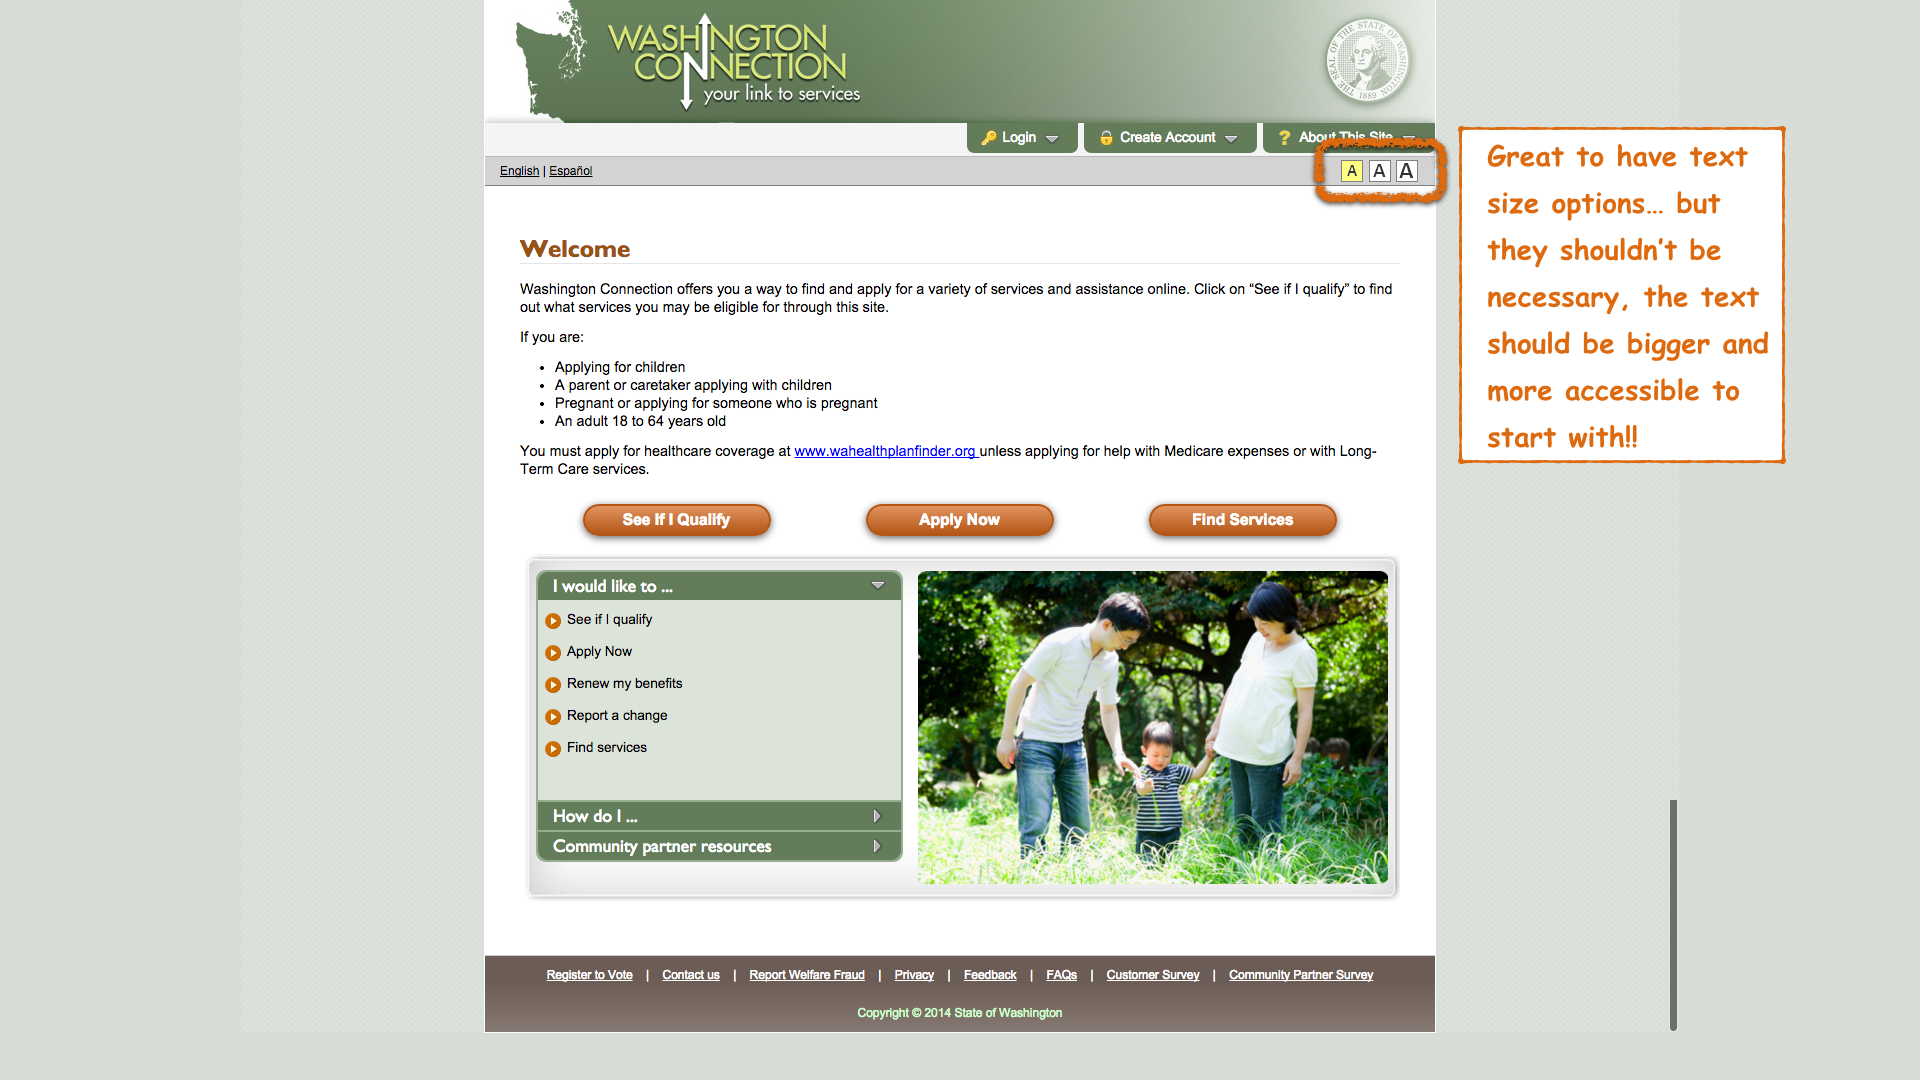 WASHINGTON
CONNECTION
your link to services
THE SEAL OF THE STATE OF WASHINGTON
1889
Login
Create Account
? About This Site
English | Español
A A A
Great to have text
size options... but
they shouldn't be
necessary, the text
should be bigger and
more accessible to
start with!!
Welcome
Washington Connection offers you a way to find and apply for a variety of services and assistance online. Click on “See if I qualify” to find
out what services you may be eligible for through this site.
If you are:
• Applying for children
• A parent or caretaker applying with children
• Pregnant or applying for someone who is pregnant
• An adult 18 to 64 years old
You must apply for healthcare coverage at www.wahealthplanfinder.org unless applying for help with Medicare expenses or with Long-
Term Care services.
See If I Qualify
Apply Now
Find Services
I would like to ...
See if I qualify
Apply Now
Renew my benefits
Report a change
Find services
How do I ...
Community partner resources
Register to Vote | Contact us | Report Welfare Fraud | Privacy | Feedback | FAQs | Customer Survey | Community Partner Survey
Copyright © 2014 State of Washington